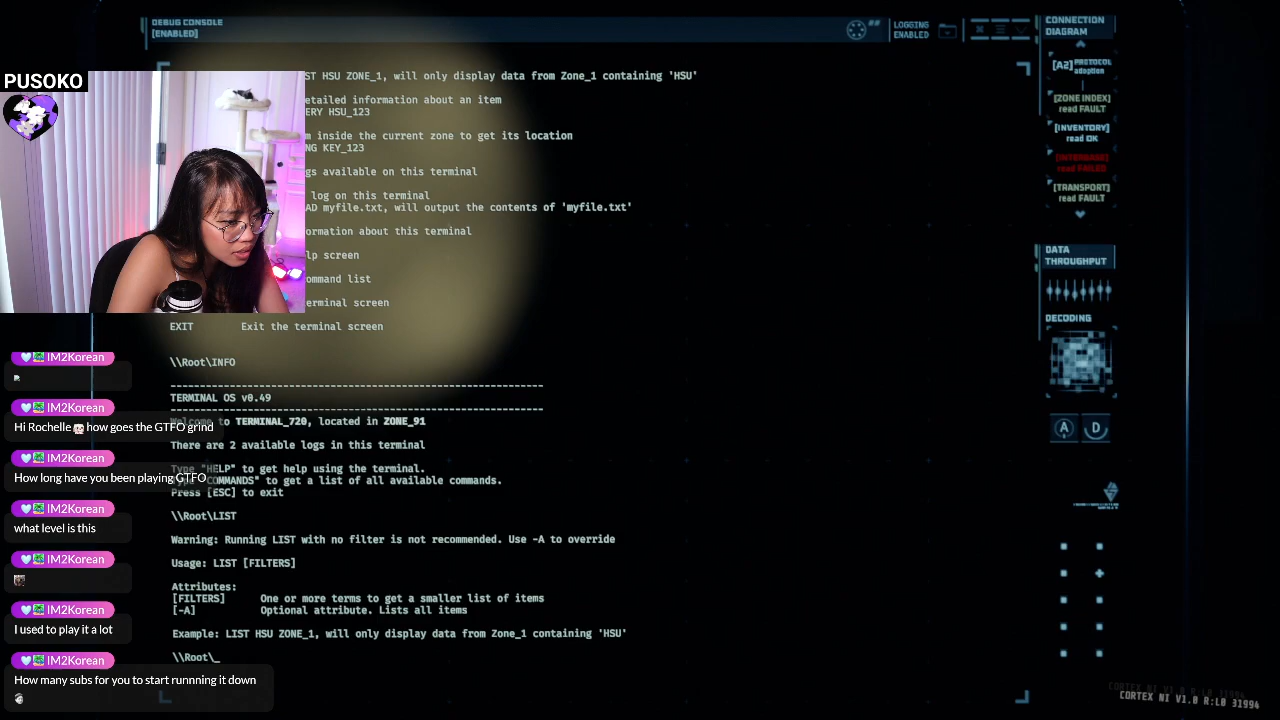 DEBUG CONSOLE
[ENABLED]
LOGGING
ENABLED
CONNECTION
DIAGRAM
[A2] PROTOCOL
adoption
[ZONE INDEX]
read FAULT
[INVENTORY]
read OK
read FAILED
[TRANSPORT]
read FAULT
DATA
THROUGHPUT
DECODING
A D
PUSOKO
ST HSU ZONE_1, will only display data from Zone_1 containing 'HSU'
etailed information about an item
ERY HSU_123
m inside the current zone to get its location
NG KEY_123
gs available on this terminal
log on this terminal
AD myfile.txt, will output the contents of 'myfile.txt'
ormation about this terminal
lp screen
ommand list
erminal screen
EXIT Exit the terminal screen
\\Root\INFO
---------------------------------------------------------------
TERMINAL OS v0.49
---------------------------------------------------------------
Welcome to TERMINAL_720, located in ZONE_91
There are 2 available logs in this terminal
Type "HELP" to get help using the terminal.
Type "COMMANDS" to get a list of all available commands.
Press [ESC] to exit
\\Root\LIST
Warning: Running LIST with no filter is not recommended. Use -A to override
Usage: LIST [FILTERS]
Attributes:
[FILTERS] One or more terms to get a smaller list of items
[-A] Optional attribute. Lists all items
Example: LIST HSU ZONE_1, will only display data from Zone_1 containing 'HSU'
\\Root\_
IM2Korean
IM2Korean
Hi Rochelle how goes the GTFO grind
IM2Korean
How long have you been playing GTFO
IM2Korean
what level is this
IM2Korean
IM2Korean
I used to play it a lot
IM2Korean
How many subs for you to start runnning it down
CORTEX NI V1.0 R:L0 31994